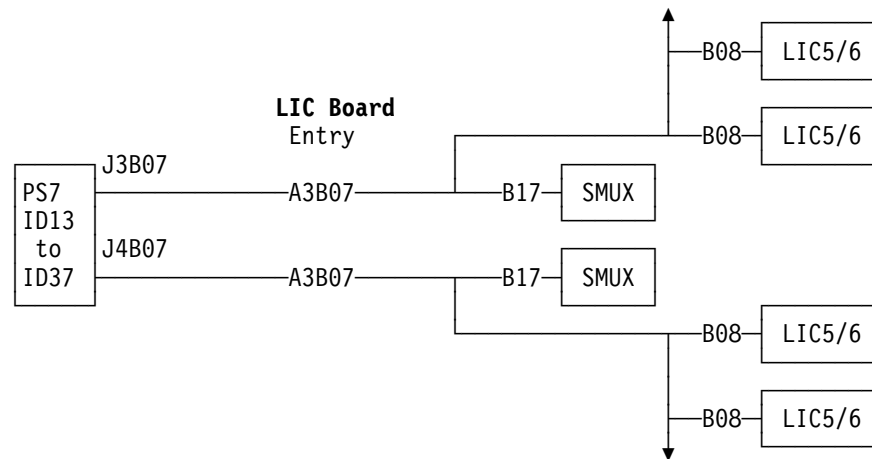 B08 LIC5/6
LIC Board
Entry
B08 LIC5/6
J3B07
PS7
ID13
to
ID37
A3B07 B17 SMUX
J4B07
A3B07 B17 SMUX
B08 LIC5/6
B08 LIC5/6